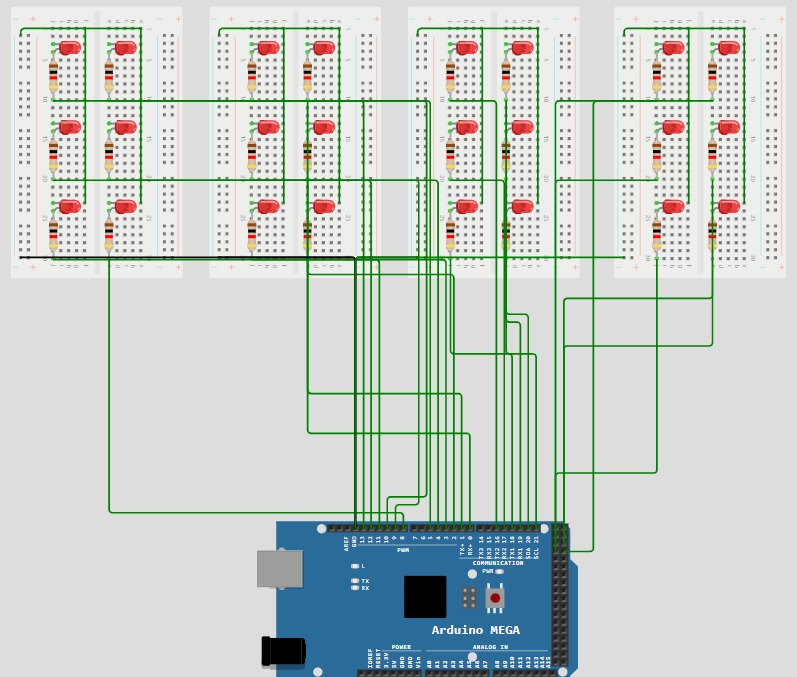 AREF
GND
13
12
11
10
9
8
7
6
5
4
3
2
TX→ 1
RX← 0
TX3 14
RX3 15
TX2 16
RX2 17
TX1 18
RX1 19
SDA 20
SCL 21
PWM
COMMUNICATION
L
PWR
TX
RX
Arduino MEGA
POWER
ANALOG IN
IOREF
RESET
3.3V
5V
GND
GND
Vin
A0
A1
A2
A3
A4
A5
A6
A7
A8
A9
A10
A11
A12
A13
A14
A15